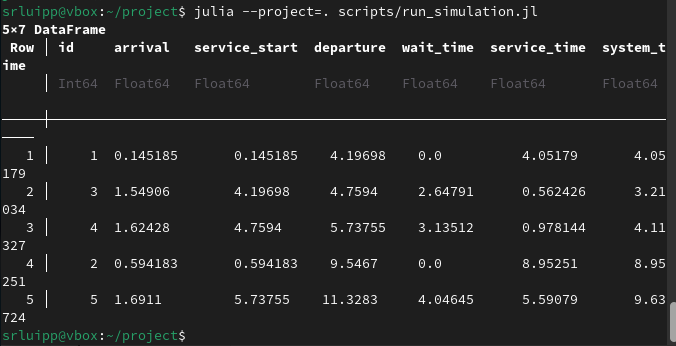 srluipp@vbox:~/project$ julia --project=. scripts/run_simulation.jl
5×7 DataFrame
 Row │ id     arrival   service_start  departure  wait_time  service_time  system_t
ime
     │ Int64  Float64   Float64        Float64    Float64    Float64       Float64
─────┼──────────────────────────────────────────────────────────────────────────────
────
   1 │     1  0.145185       0.145185    4.19698    0.0          4.05179       4.05
179
   2 │     3  1.54906        4.19698     4.7594     2.64791      0.562426      3.21
034
   3 │     4  1.62428        4.7594      5.73755    3.13512      0.978144      4.11
327
   4 │     2  0.594183       0.594183    9.5467     0.0          8.95251       8.95
251
   5 │     5  1.6911         5.73755    11.3283     4.04645      5.59079       9.63
724
srluipp@vbox:~/project$